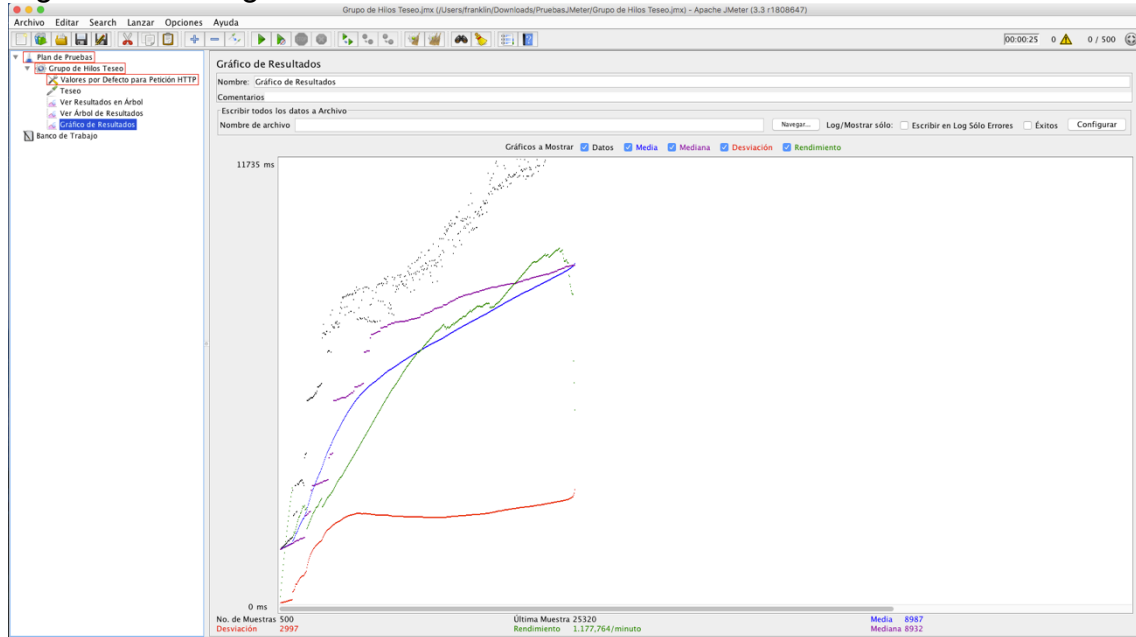 Grupo de Hilos Teseo.jmx (/Users/franklin/Downloads/PruebasJMeter/Grupo de Hilos Teseo.jmx) - Apache JMeter (3.3 r1808647)
Archivo Editar Search Lanzar Opciones Ayuda
00:00:25 0 0 / 500
Plan de Pruebas
Grupo de Hilos Teseo
Valores por Defecto para Petición HTTP
Teseo
Ver Resultados en Árbol
Ver Árbol de Resultados
Gráfico de Resultados
Banco de Trabajo
Gráfico de Resultados
Nombre: Gráfico de Resultados
Comentarios
Escribir todos los datos a Archivo
Nombre de archivo Navegar... Log/Mostrar sólo: Escribir en Log Sólo Errores Éxitos Configurar
Gráficos a Mostrar Datos Media Mediana Desviación Rendimiento
11735 ms
0 ms
No. de Muestras 500 Última Muestra 25320 Media 8987
Desviación 2997 Rendimiento 1.177,764/minuto Mediana 8932